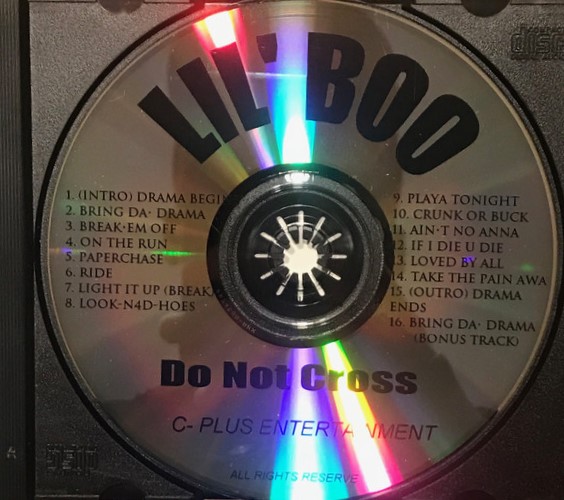 LIL' BOO
1. (INTRO) DRAMA BEGI
2. BRING DA· DRAMA
3. BREAK·EM OFF
4. ON THE RUN
5. PAPERCHASE
6. RIDE
7. LIGHT IT UP (BREAK
8. LOOK-N4D-HOES
9. PLAYA TONIGHT
10. CRUNK OR BUCK
11. AIN·T NO ANNA
12. IF I DIE U DIE
13. LOVED BY ALL
14. TAKE THE PAIN AWA
15. (OUTRO) DRAMA
ENDS
16. BRING DA· DRAMA
(BONUS TRACK)
Do Not Cross
C- PLUS ENTERTAINMENT
ALL RIGHTS RESERVE
disc